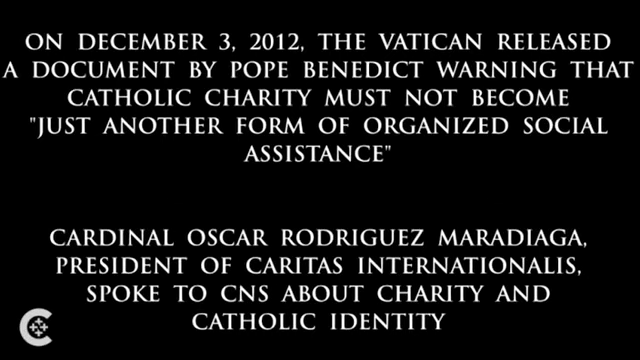 ON DECEMBER 3, 2012, THE VATICAN RELEASED
A DOCUMENT BY POPE BENEDICT WARNING THAT
CATHOLIC CHARITY MUST NOT BECOME
"JUST ANOTHER FORM OF ORGANIZED SOCIAL
ASSISTANCE"
CARDINAL OSCAR RODRIGUEZ MARADIAGA,
PRESIDENT OF CARITAS INTERNATIONALIS,
SPOKE TO CNS ABOUT CHARITY AND
CATHOLIC IDENTITY